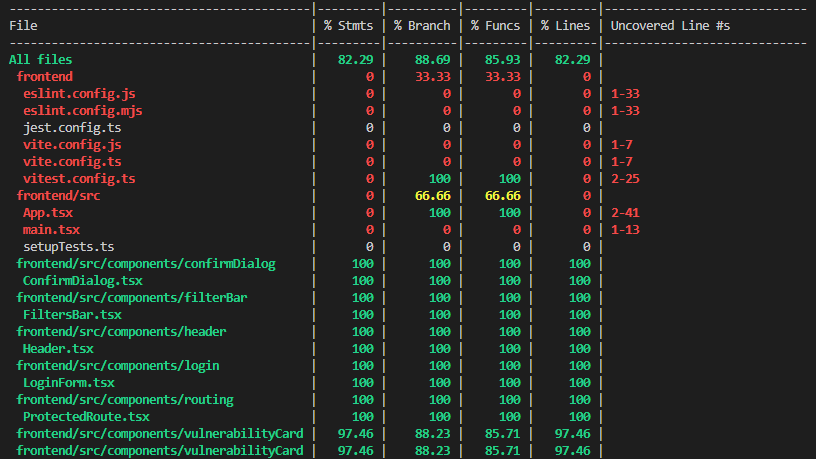 -------------------------------------------|---------|----------|---------|---------|-----------------------------
File                                       | % Stmts | % Branch | % Funcs | % Lines | Uncovered Line #s
-------------------------------------------|---------|----------|---------|---------|-----------------------------
All files                                  |   82.29 |    88.69 |   85.93 |   82.29 |
 frontend                                  |       0 |    33.33 |   33.33 |       0 |
  eslint.config.js                         |       0 |        0 |       0 |       0 | 1-33
  eslint.config.mjs                        |       0 |        0 |       0 |       0 | 1-33
  jest.config.ts                           |       0 |        0 |       0 |       0 |
  vite.config.js                           |       0 |        0 |       0 |       0 | 1-7
  vite.config.ts                           |       0 |        0 |       0 |       0 | 1-7
  vitest.config.ts                         |       0 |      100 |     100 |       0 | 2-25
 frontend/src                              |       0 |    66.66 |   66.66 |       0 |
  App.tsx                                  |       0 |      100 |     100 |       0 | 2-41
  main.tsx                                 |       0 |        0 |       0 |       0 | 1-13
  setupTests.ts                            |       0 |        0 |       0 |       0 |
 frontend/src/components/confirmDialog     |     100 |      100 |     100 |     100 |
  ConfirmDialog.tsx                        |     100 |      100 |     100 |     100 |
 frontend/src/components/filterBar         |     100 |      100 |     100 |     100 |
  FiltersBar.tsx                           |     100 |      100 |     100 |     100 |
 frontend/src/components/header            |     100 |      100 |     100 |     100 |
  Header.tsx                               |     100 |      100 |     100 |     100 |
 frontend/src/components/login             |     100 |      100 |     100 |     100 |
  LoginForm.tsx                            |     100 |      100 |     100 |     100 |
 frontend/src/components/routing           |     100 |      100 |     100 |     100 |
  ProtectedRoute.tsx                       |     100 |      100 |     100 |     100 |
 frontend/src/components/vulnerabilityCard |   97.46 |    88.23 |   85.71 |   97.46 |
 frontend/src/components/vulnerabilityCard |   97.46 |    88.23 |   85.71 |   97.46 |